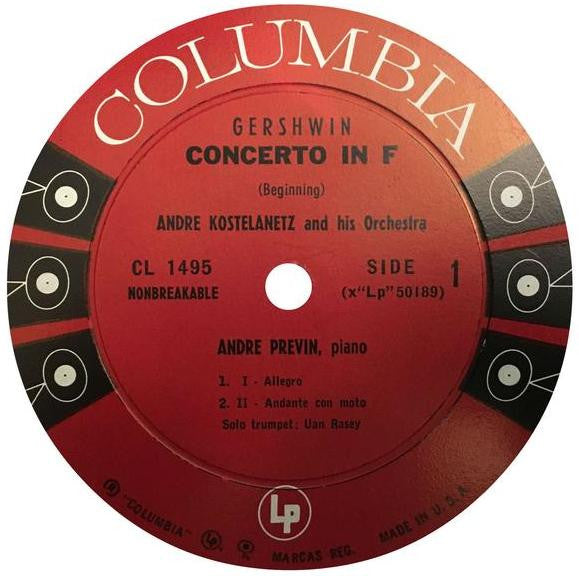 COLUMBIA
GERSHWIN
CONCERTO IN F
(Beginning)
ANDRE KOSTELANETZ and his Orchestra
CL 1495
NONBREAKABLE
SIDE 1
(x"Lp"50189)
ANDRE PREVIN, piano
1. I - Allegro
2. II - Andante con moto
Solo trumpet: Uan Rasey
Lp
® "COLUMBIA" Lp MARCAS REG. MADE IN U.S.A.